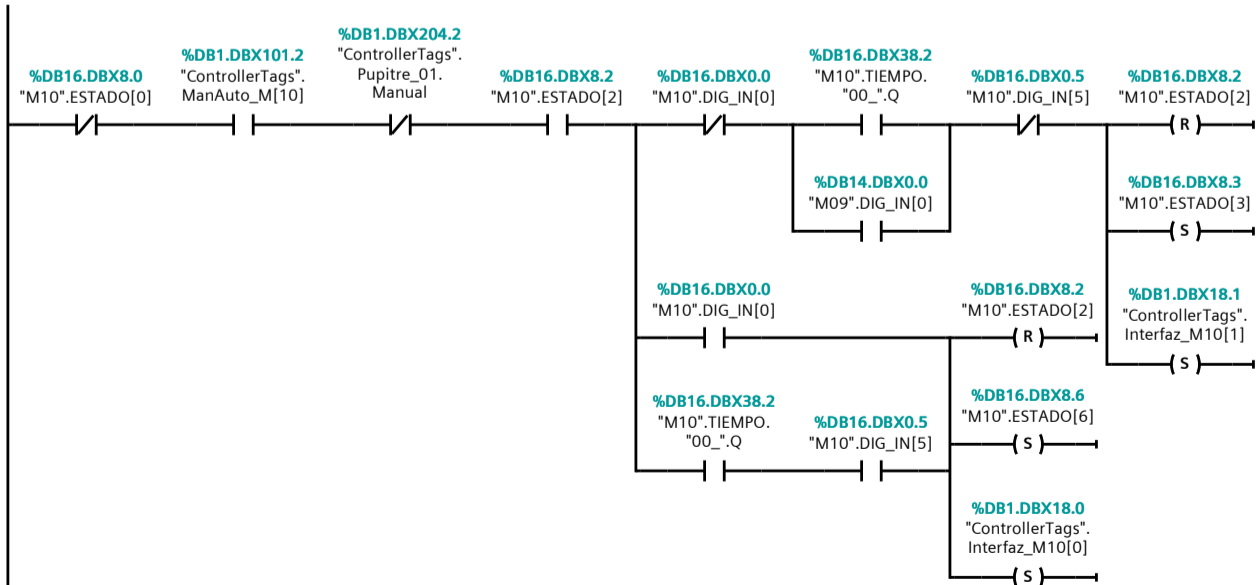 %DB16.DBX8.0
"M10".ESTADO[0]
%DB1.DBX101.2
"ControllerTags".
ManAuto_M[10]
%DB1.DBX204.2
"ControllerTags".
Pupitre_01.
Manual
%DB16.DBX8.2
"M10".ESTADO[2]
%DB16.DBX0.0
"M10".DIG_IN[0]
%DB16.DBX38.2
"M10".TIEMPO.
"00_".Q
%DB16.DBX0.5
"M10".DIG_IN[5]
%DB16.DBX8.2
"M10".ESTADO[2]
R
%DB14.DBX0.0
"M09".DIG_IN[0]
%DB16.DBX8.3
"M10".ESTADO[3]
S
%DB16.DBX0.0
"M10".DIG_IN[0]
%DB16.DBX8.2
"M10".ESTADO[2]
R
%DB1.DBX18.1
"ControllerTags".
Interfaz_M10[1]
S
%DB16.DBX38.2
"M10".TIEMPO.
"00_".Q
%DB16.DBX0.5
"M10".DIG_IN[5]
%DB16.DBX8.6
"M10".ESTADO[6]
S
%DB1.DBX18.0
"ControllerTags".
Interfaz_M10[0]
S